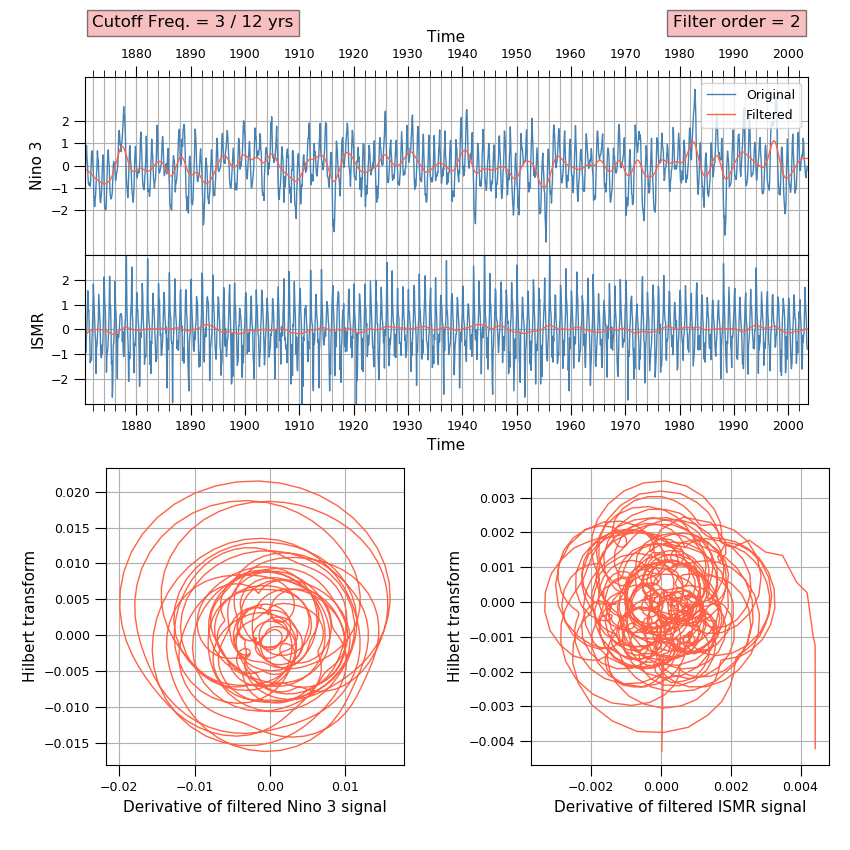 Cutoff Freq. = 3 / 12 yrs
Filter order = 2
Time
1880 1890 1900 1910 1920 1930 1940 1950 1960 1970 1980 1990 2000
Original
Filtered
Nino 3
2
1
0
−1
−2
ISMR
2
1
0
−1
−2
1880 1890 1900 1910 1920 1930 1940 1950 1960 1970 1980 1990 2000
Time
Hilbert transform
0.020
0.015
0.010
0.005
0.000
−0.005
−0.010
−0.015
−0.02 −0.01 0.00 0.01
Derivative of filtered Nino 3 signal
Hilbert transform
0.003
0.002
0.001
0.000
−0.001
−0.002
−0.003
−0.004
−0.002 0.000 0.002 0.004
Derivative of filtered ISMR signal